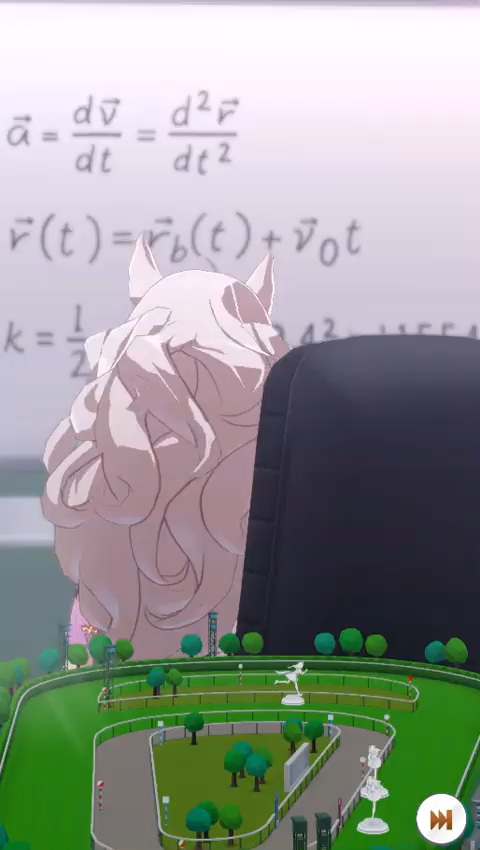 a⃗ = dv⃗/dt = d²r⃗/dt²
r⃗(t) = r⃗b(t) + v⃗0t
k = 1/2